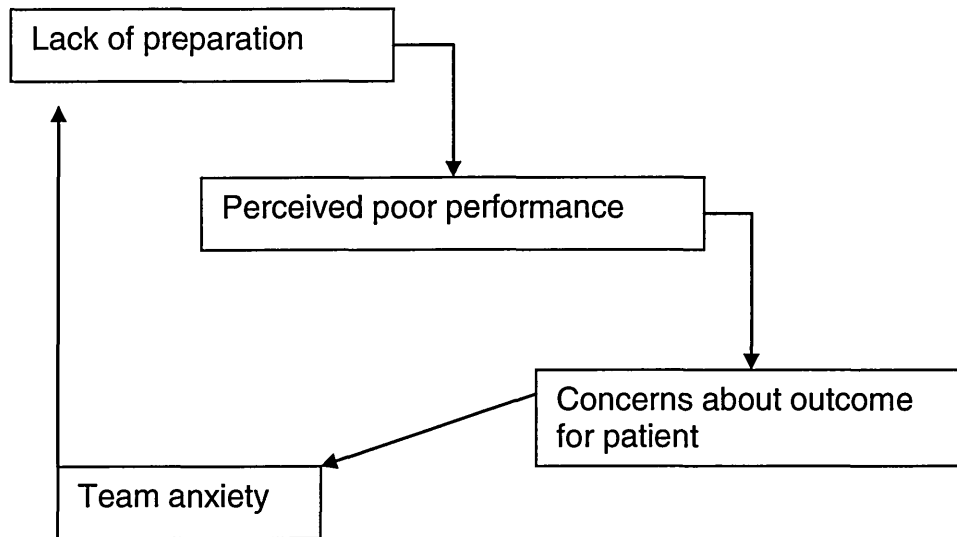 Lack of preparation
Perceived poor performance
Concerns about outcome
for patient
Team anxiety